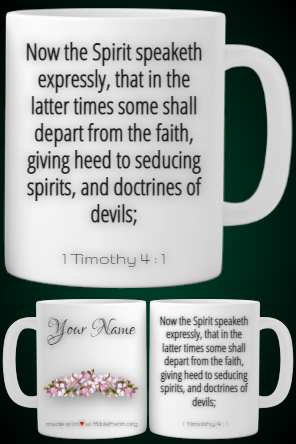 Now the Spirit speaketh
expressly, that in the
latter times some shall
depart from the faith,
giving heed to seducing
spirits, and doctrines of
devils;
1 Timothy 4 : 1
Your Name
made with at BibleFarm.org
Now the Spirit speaketh
expressly, that in the
latter times some shall
depart from the faith,
giving heed to seducing
spirits, and doctrines of
devils;
1 Timothy 4 : 1